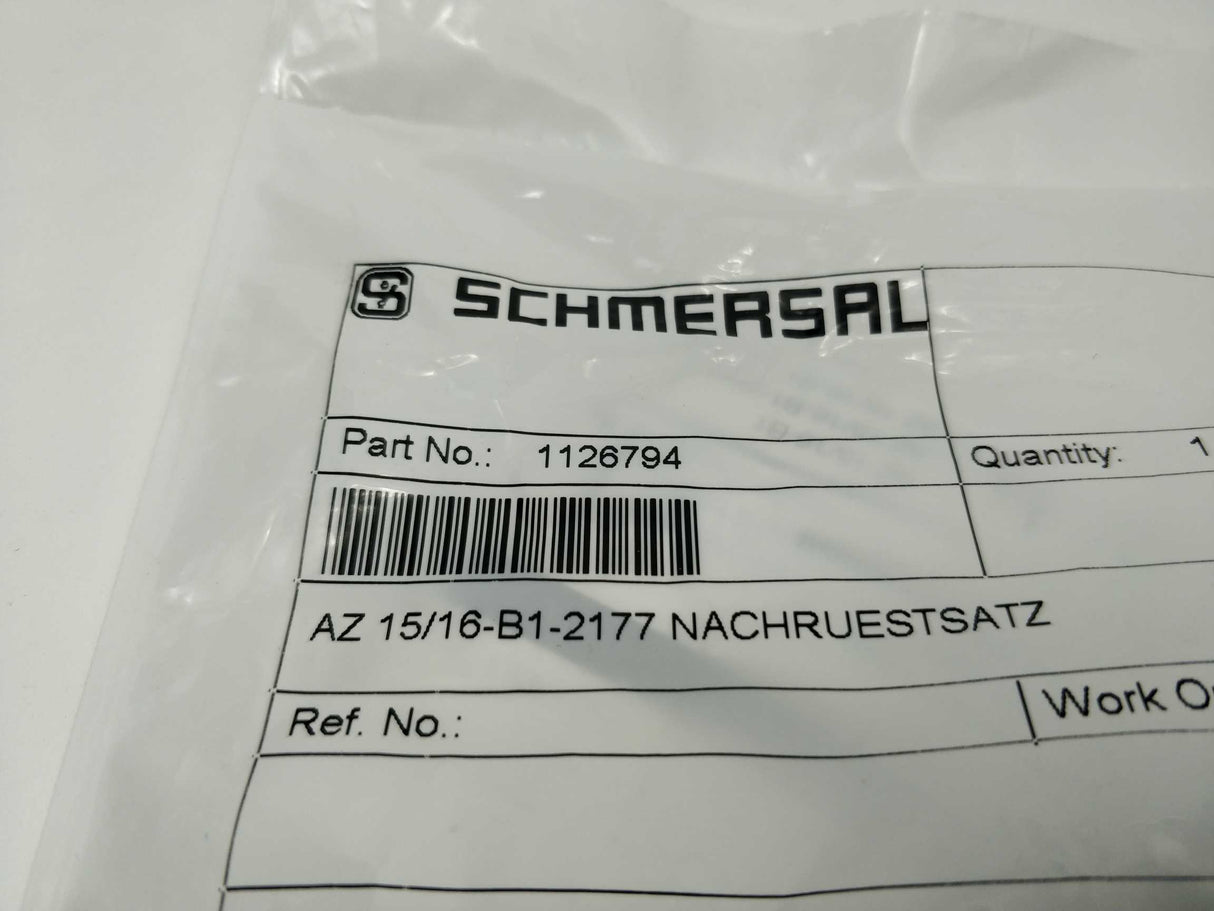 SCHMERSAL
Part No.: 1126794
Quantity: 1
AZ 15/16-B1-2177 NACHRUESTSATZ
Ref. No.:
Work